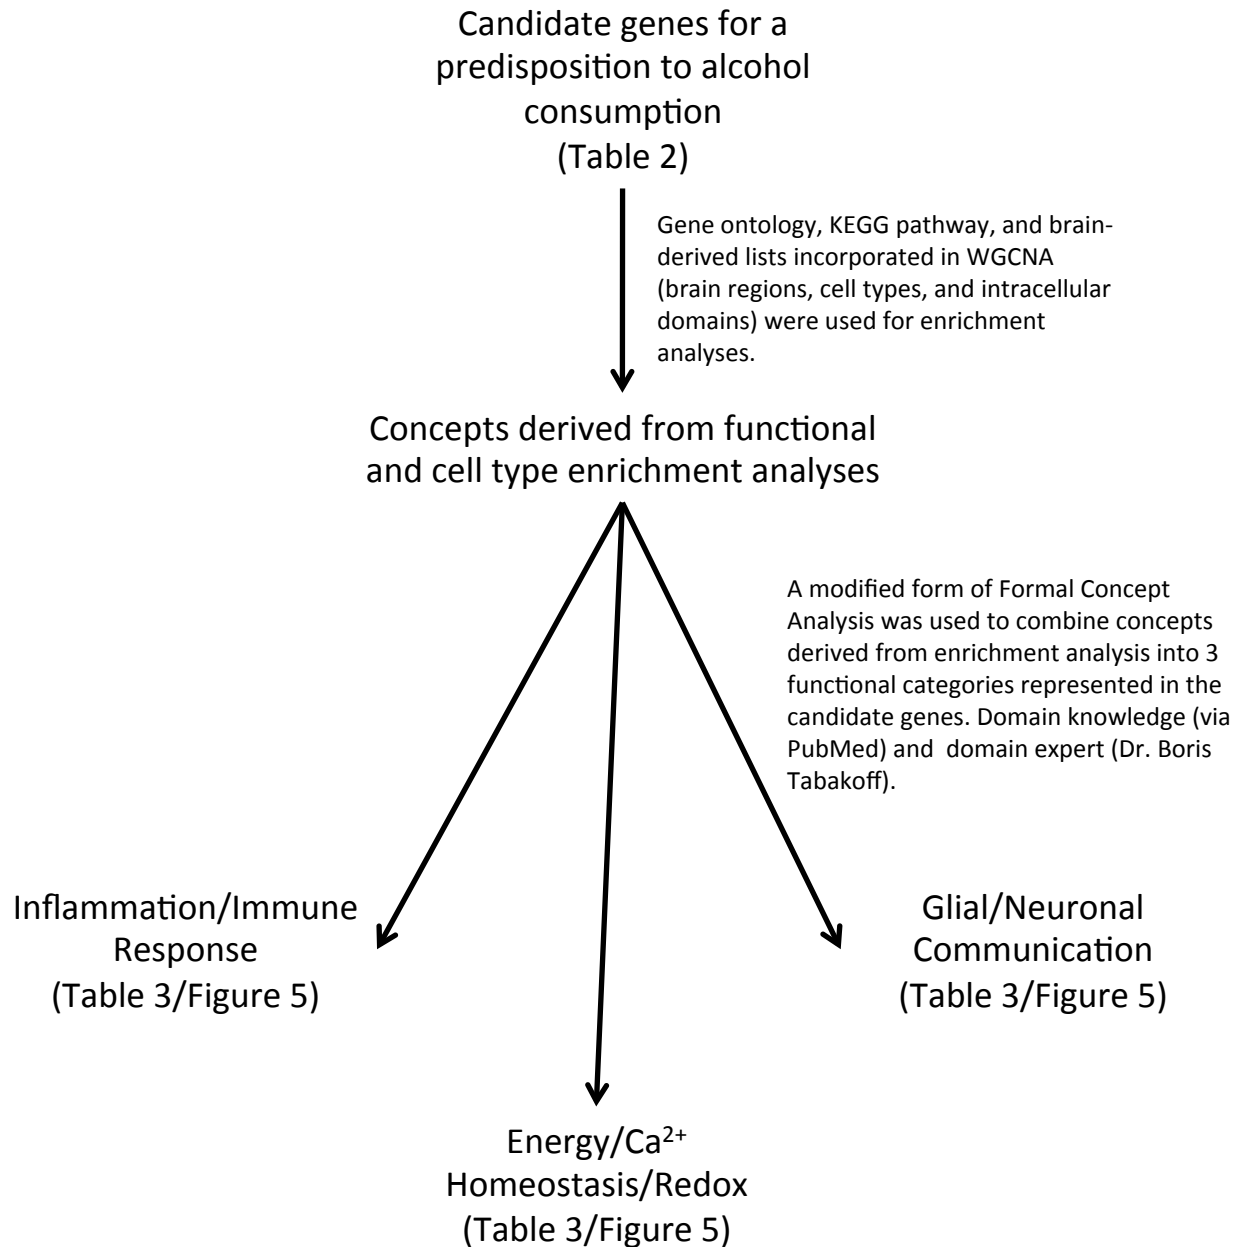 Candidate genes for a
predisposition to alcohol
consumption
(Table 2)
Gene ontology, KEGG pathway, and brain-
derived lists incorporated in WGCNA
(brain regions, cell types, and intracellular
domains) were used for enrichment
analyses.
Concepts derived from functional
and cell type enrichment analyses
A modified form of Formal Concept
Analysis was used to combine concepts
derived from enrichment analysis into 3
functional categories represented in the
candidate genes. Domain knowledge (via
PubMed) and  domain expert (Dr. Boris
Tabakoff).
Inflammation/Immune
Response
(Table 3/Figure 5)
Glial/Neuronal
Communication
(Table 3/Figure 5)
Energy/Ca²⁺
Homeostasis/Redox
(Table 3/Figure 5)